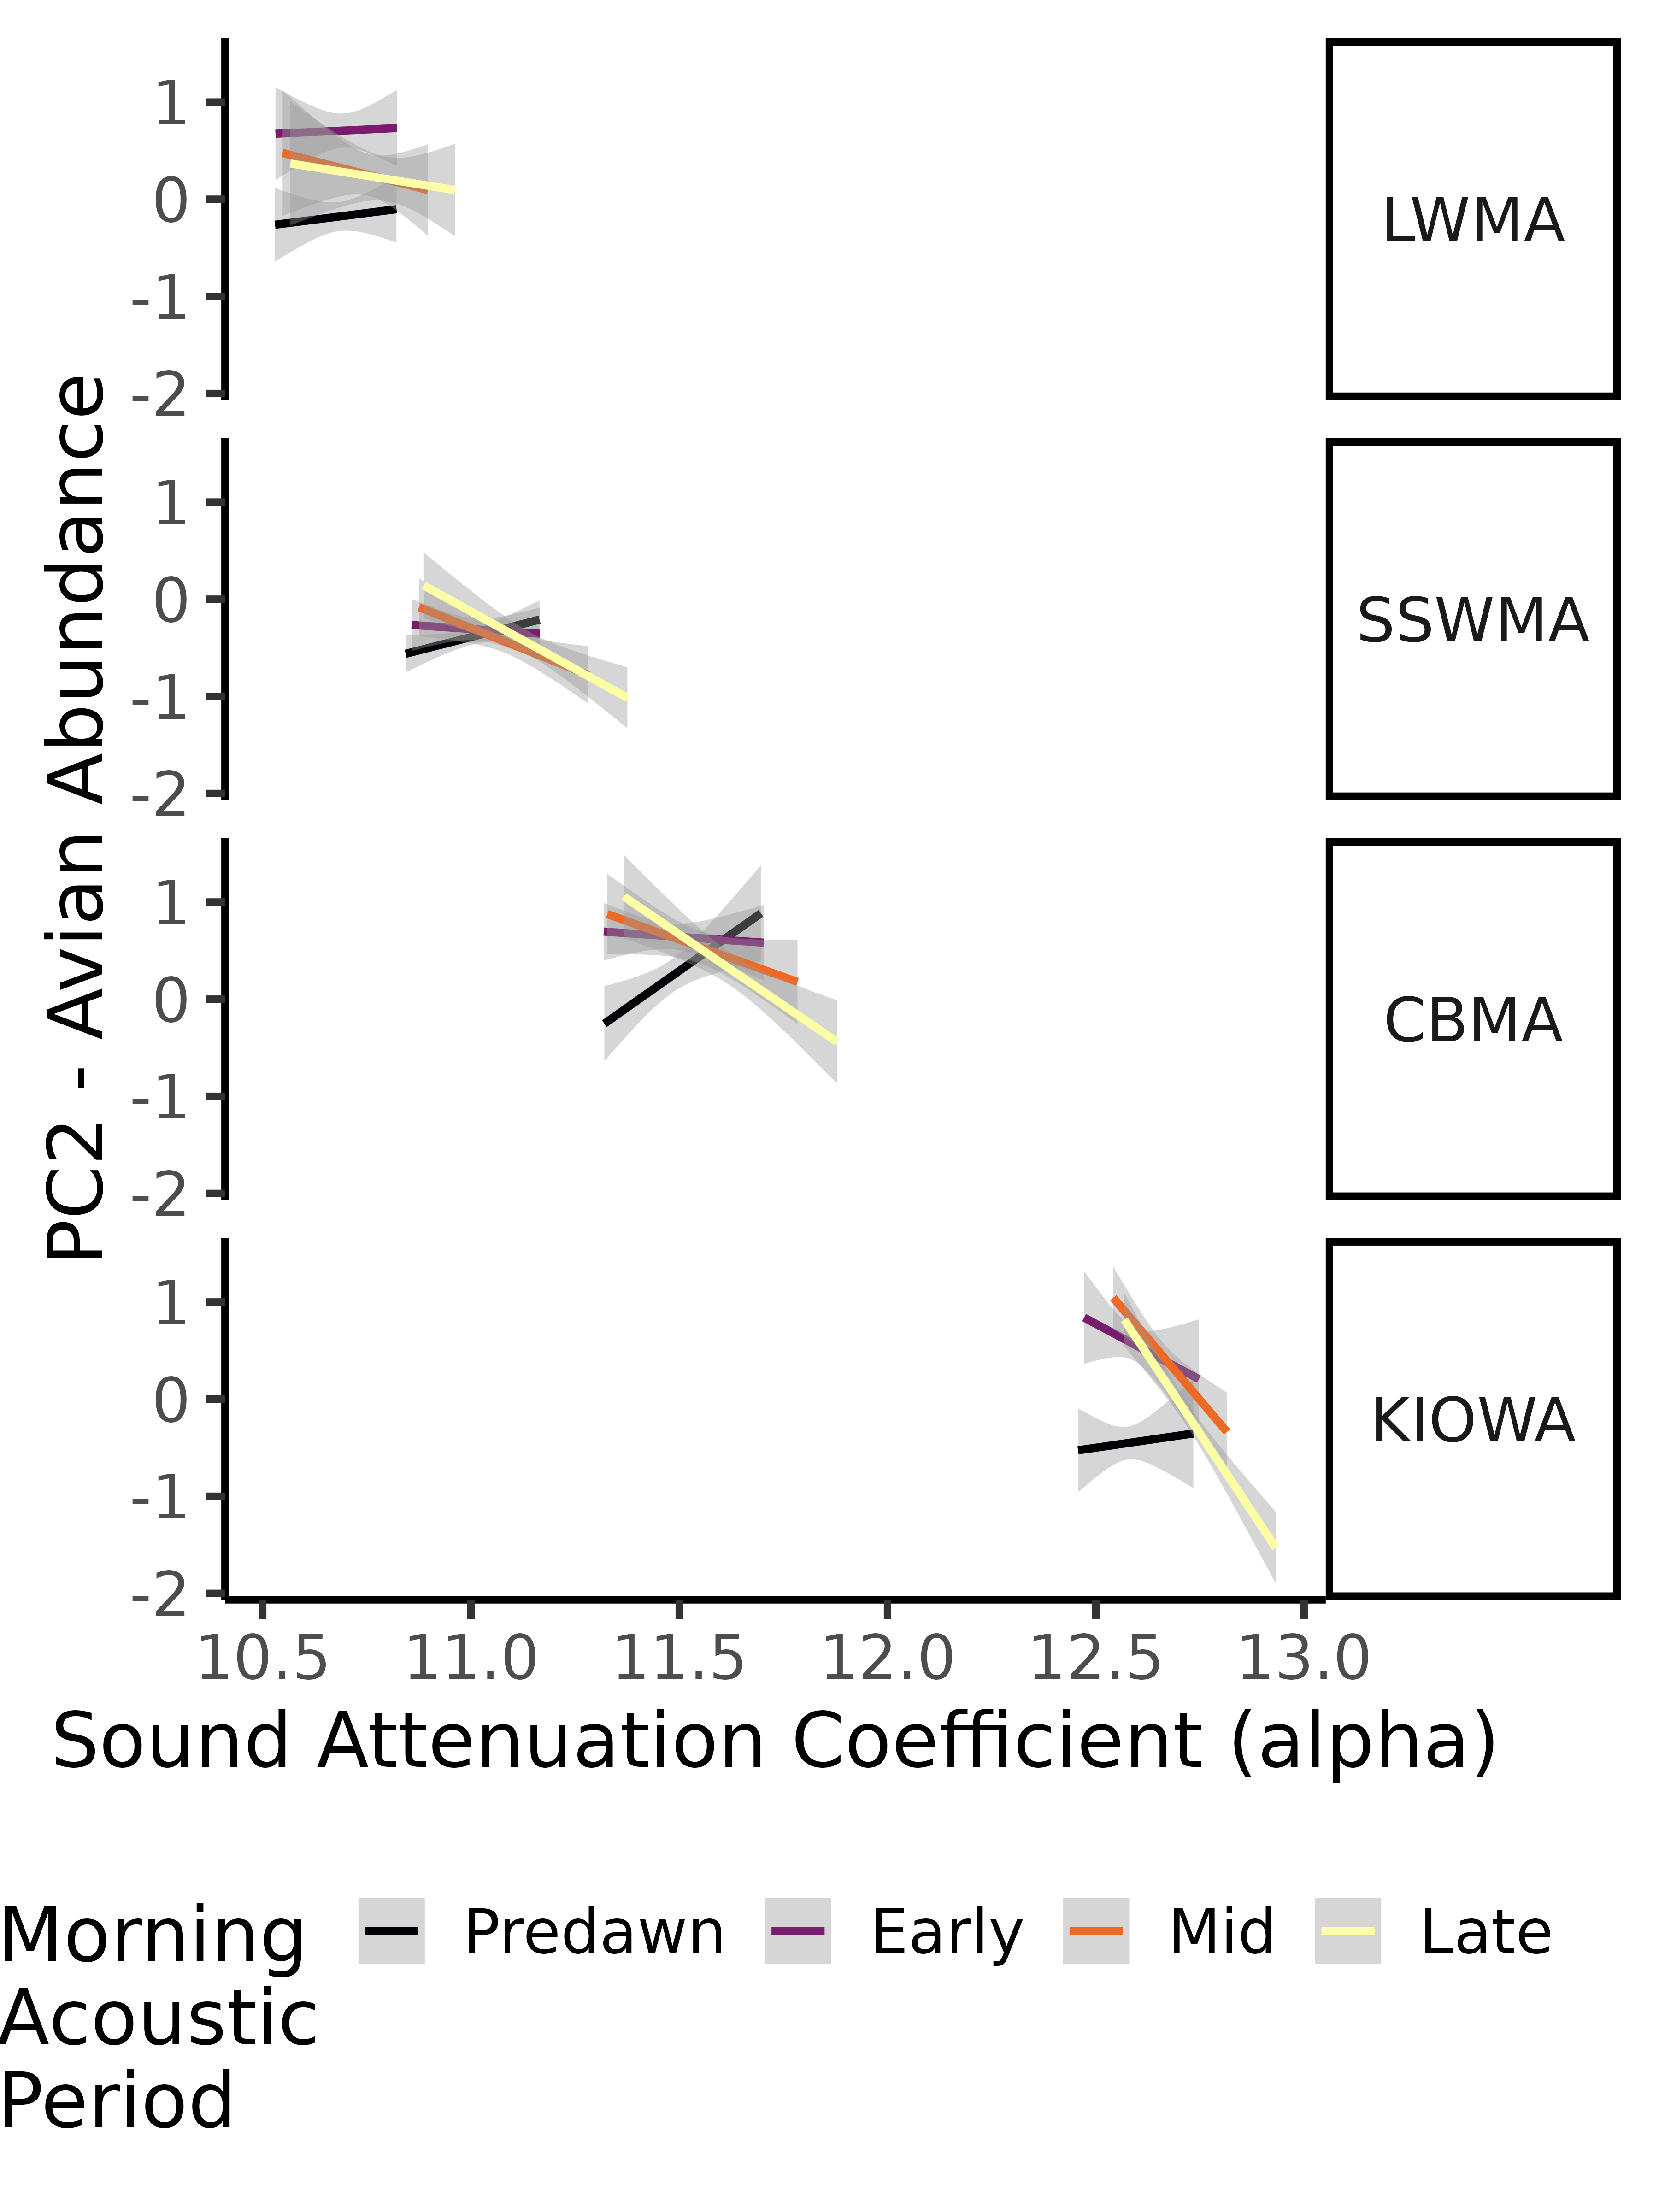 PC2 - Avian Abundance
1
0
-1
-2
LWMA
1
0
-1
-2
SSWMA
1
0
-1
-2
CBMA
1
0
-1
-2
KIOWA
10.5 11.0 11.5 12.0 12.5 13.0
Sound Attenuation Coefficient (alpha)
Morning
Acoustic
Period
Predawn Early Mid Late